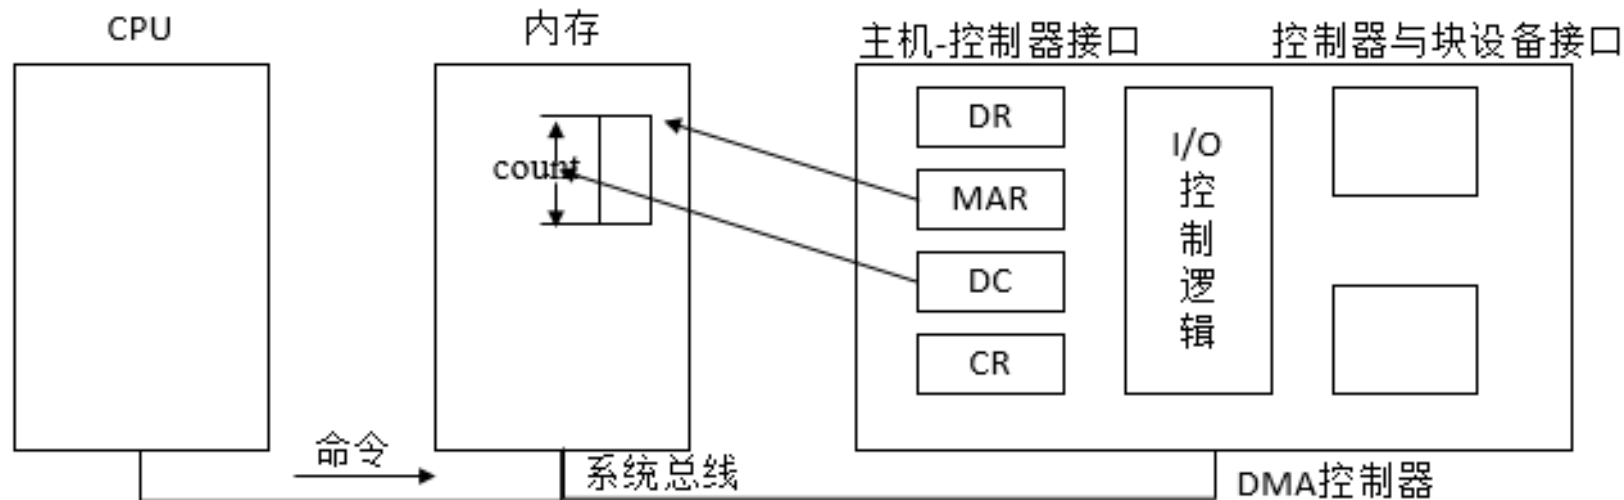 CPU
内存
主机-控制器接口
控制器与块设备接口
count
DR
MAR
DC
CR
I/O
控
制
逻
辑
命令
系统总线
DMA控制器